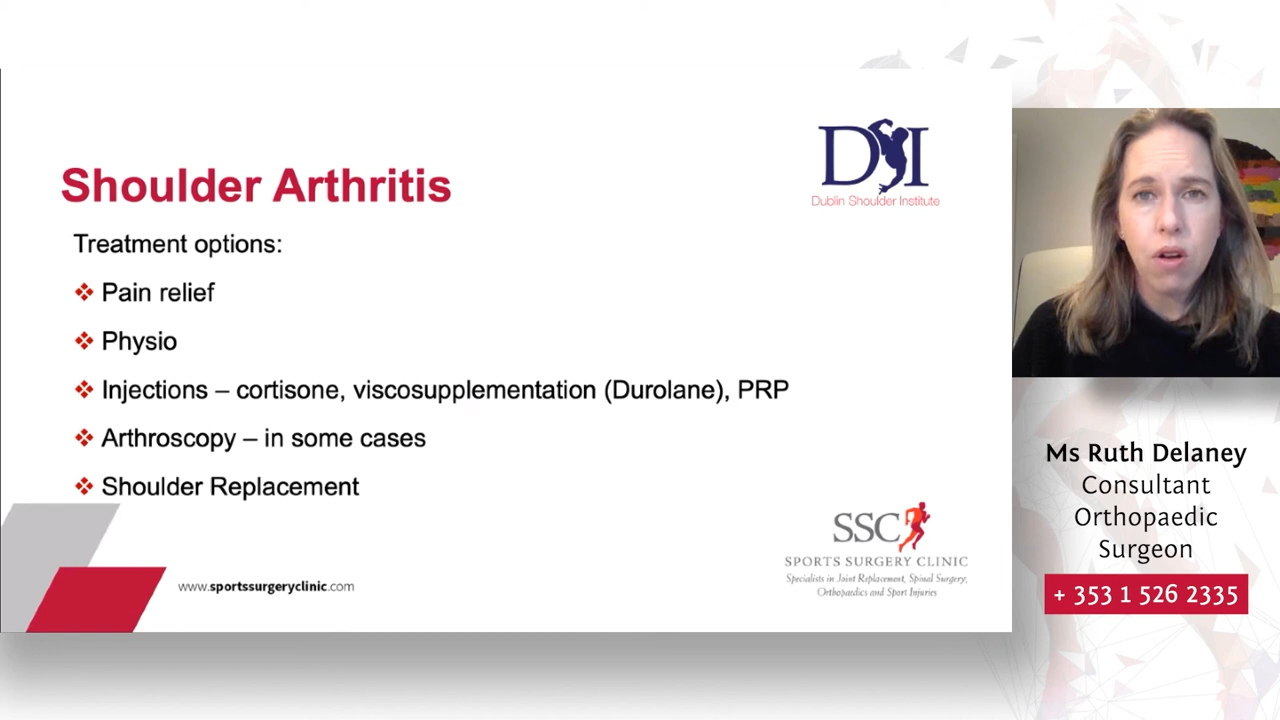 DSI
Dublin Shoulder Institute
Shoulder Arthritis
Treatment options:
❖ Pain relief
❖ Physio
❖ Injections – cortisone, viscosupplementation (Durolane), PRP
❖ Arthroscopy – in some cases
❖ Shoulder Replacement
www.sportssurgeryclinic.com
SSC
SPORTS SURGERY CLINIC
Specialists in Joint Replacement, Spinal Surgery,
Orthopaedics and Sport Injuries
Ms Ruth Delaney
Consultant
Orthopaedic
Surgeon
+ 353 1 526 2335